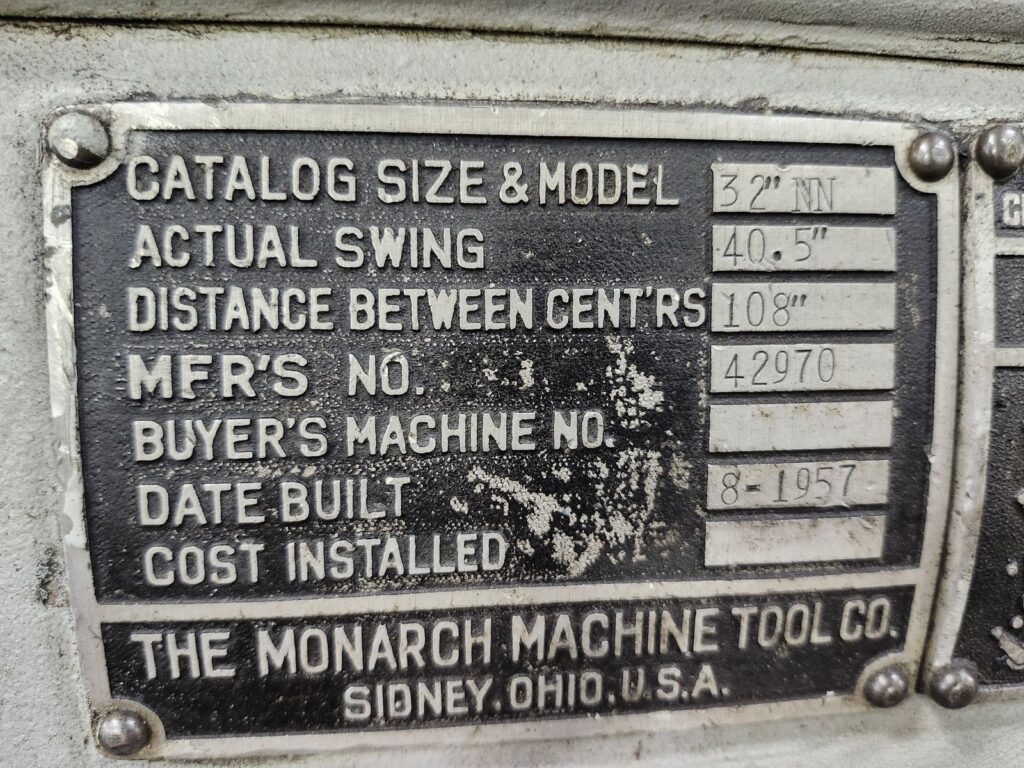 CATALOG SIZE & MODEL 32" NN
ACTUAL SWING 40.5"
DISTANCE BETWEEN CENT'RS 108"
MFR'S NO. 42970
BUYER'S MACHINE NO.
DATE BUILT 8-1957
COST INSTALLED
THE MONARCH MACHINE TOOL CO.
SIDNEY, OHIO, U.S.A.